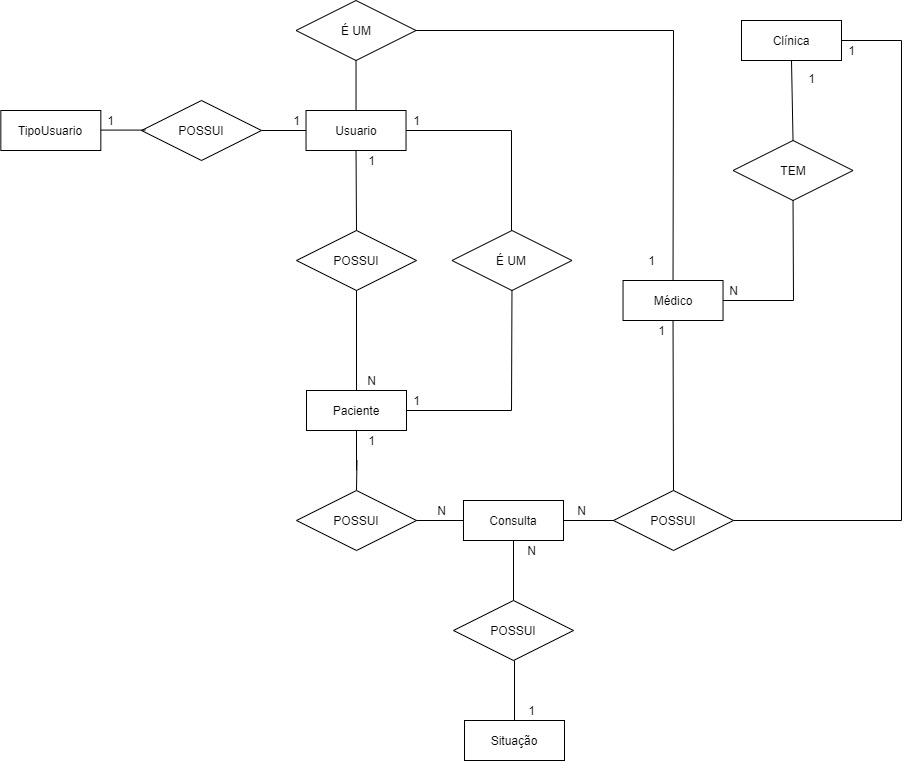 É UM
Clínica
1
1
TipoUsuario
1
POSSUI
1
Usuario
1
1
TEM
POSSUI
É UM
1
N
Médico
1
N
Paciente
1
1
POSSUI
N
Consulta
N
POSSUI
N
POSSUI
1
Situação